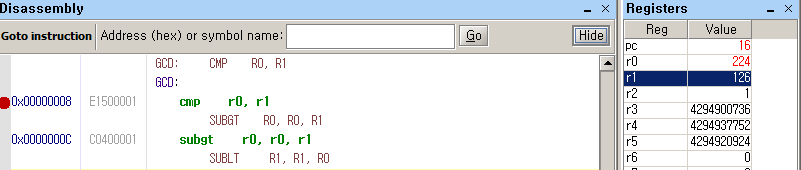 Disassembly
Goto instruction Address (hex) or symbol name: Go Hide
GCD: CMP R0, R1
GCD:
0x00000008 E1500001 cmp r0, r1
SUBGT R0, R0, R1
0x0000000C C0400001 subgt r0, r0, r1
SUBLT R1, R1, R0
Registers
Reg Value
pc 16
r0 224
r1 126
r2 1
r3 4294900736
r4 4294937752
r5 4294920924
r6 0